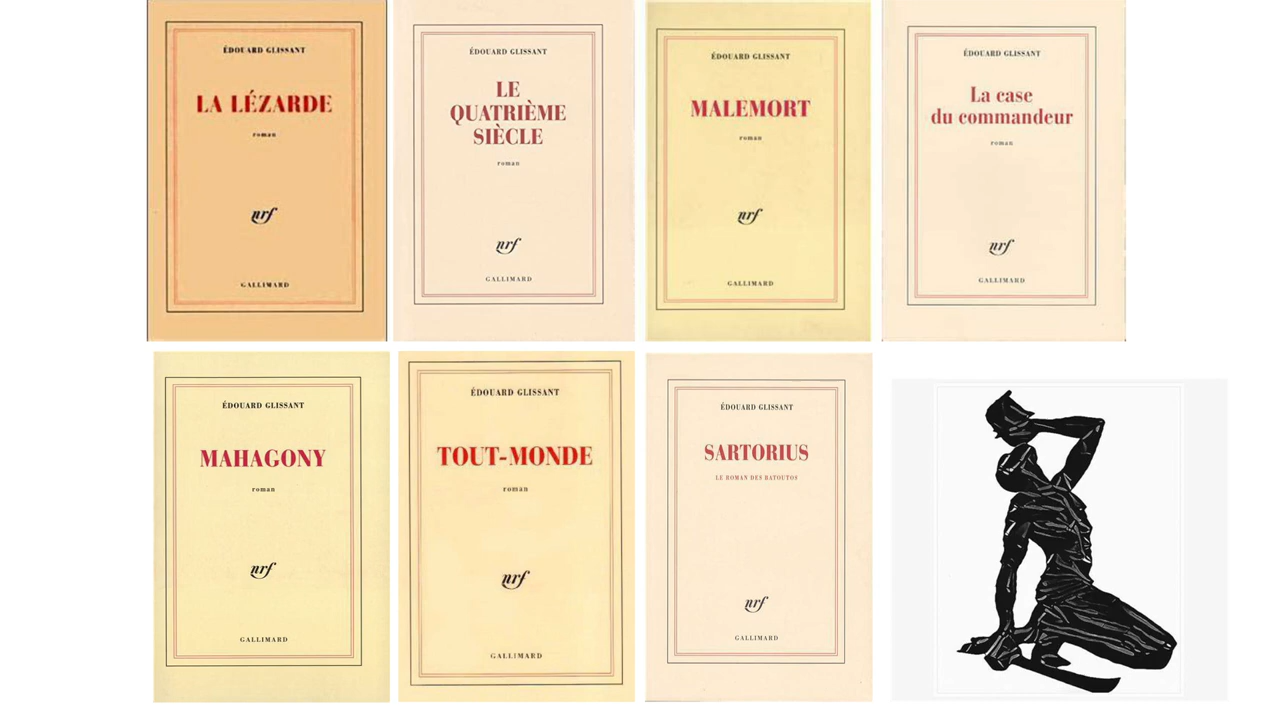 ÉDOUARD GLISSANT
LA LÉZARDE
roman
nrf
GALLIMARD
ÉDOUARD GLISSANT
LE
QUATRIÈME
SIÈCLE
roman
nrf
GALLIMARD
ÉDOUARD GLISSANT
MALEMORT
roman
nrf
GALLIMARD
ÉDOUARD GLISSANT
La case
du commandeur
roman
nrf
GALLIMARD
ÉDOUARD GLISSANT
MAHAGONY
roman
nrf
GALLIMARD
ÉDOUARD GLISSANT
TOUT-MONDE
roman
nrf
GALLIMARD
ÉDOUARD GLISSANT
SARTORIUS
LE ROMAN DES BATOUTOS
nrf
GALLIMARD